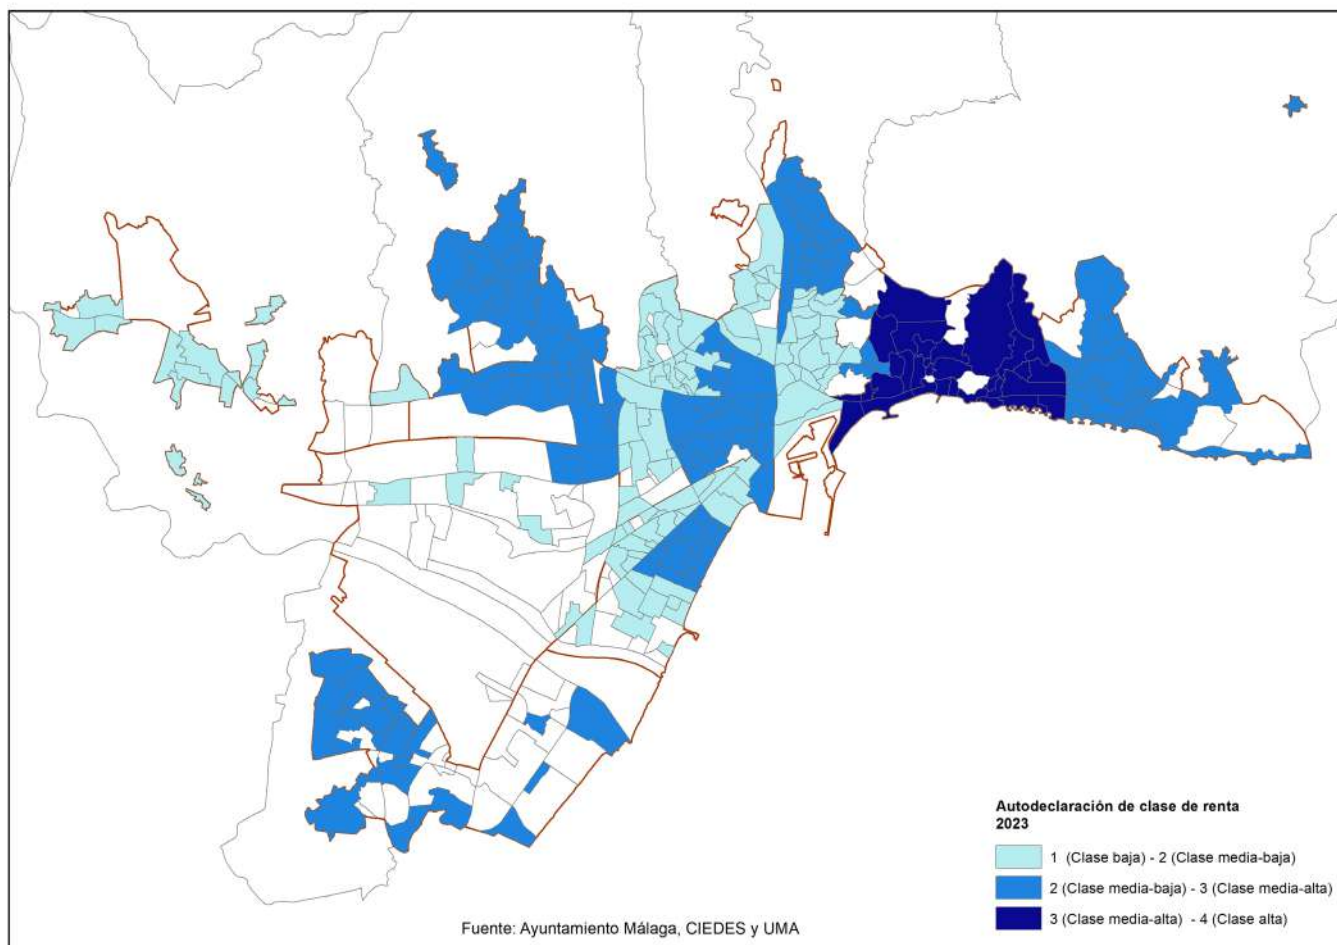 Autodeclaración de clase de renta
2023
1 (Clase baja) - 2 (Clase media-baja)
2 (Clase media-baja) - 3 (Clase media-alta)
3 (Clase media-alta) - 4 (Clase alta)
Fuente: Ayuntamiento Málaga, CIEDES y UMA